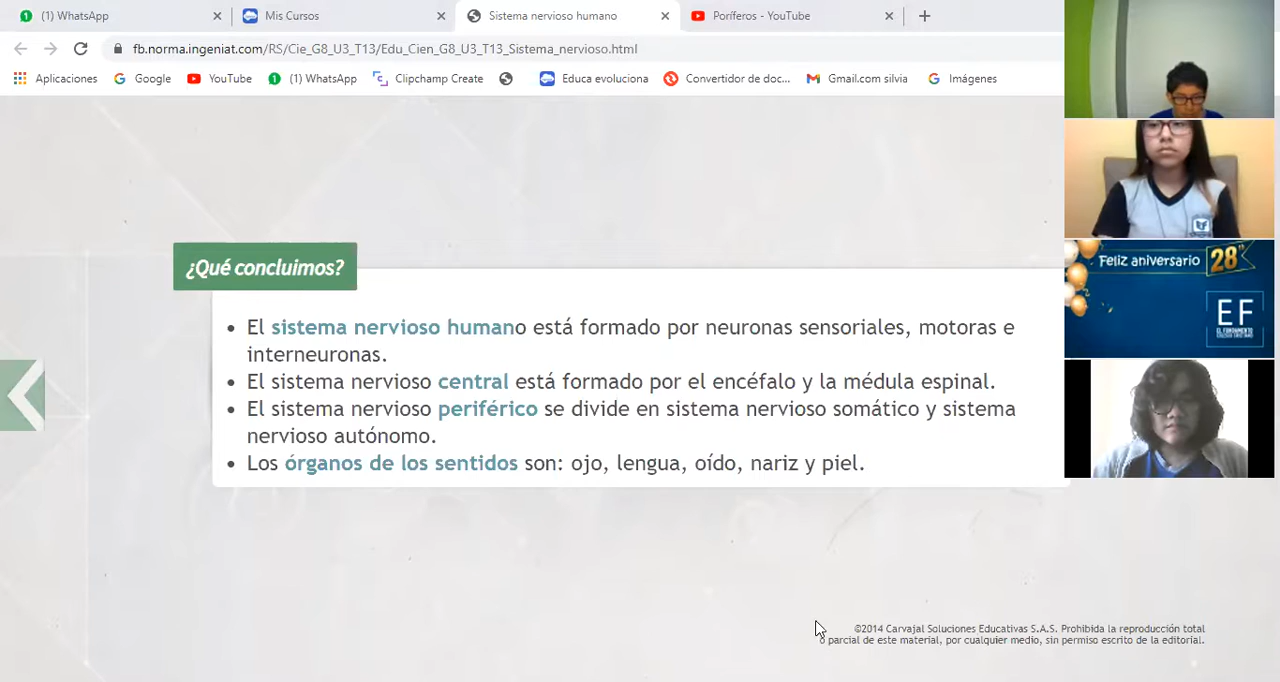 (1) WhatsApp
Mis Cursos
Sistema nervioso humano
Poríferos - YouTube
fb.norma.ingeniat.com/RS/Cie_G8_U3_T13/Edu_Cien_G8_U3_T13_Sistema_nervioso.html
Aplicaciones
Google
YouTube
(1) WhatsApp
Clipchamp Create
Educa evoluciona
Convertidor de doc...
Gmail.com silvia
Imágenes
Feliz aniversario 28
EF
¿Qué concluimos?
• El sistema nervioso humano está formado por neuronas sensoriales, motoras e
interneuronas.
• El sistema nervioso central está formado por el encéfalo y la médula espinal.
• El sistema nervioso periférico se divide en sistema nervioso somático y sistema
nervioso autónomo.
• Los órganos de los sentidos son: ojo, lengua, oído, nariz y piel.
©2014 Carvajal Soluciones Educativas S.A.S. Prohibida la reproducción total
o parcial de este material, por cualquier medio, sin permiso escrito de la editorial.